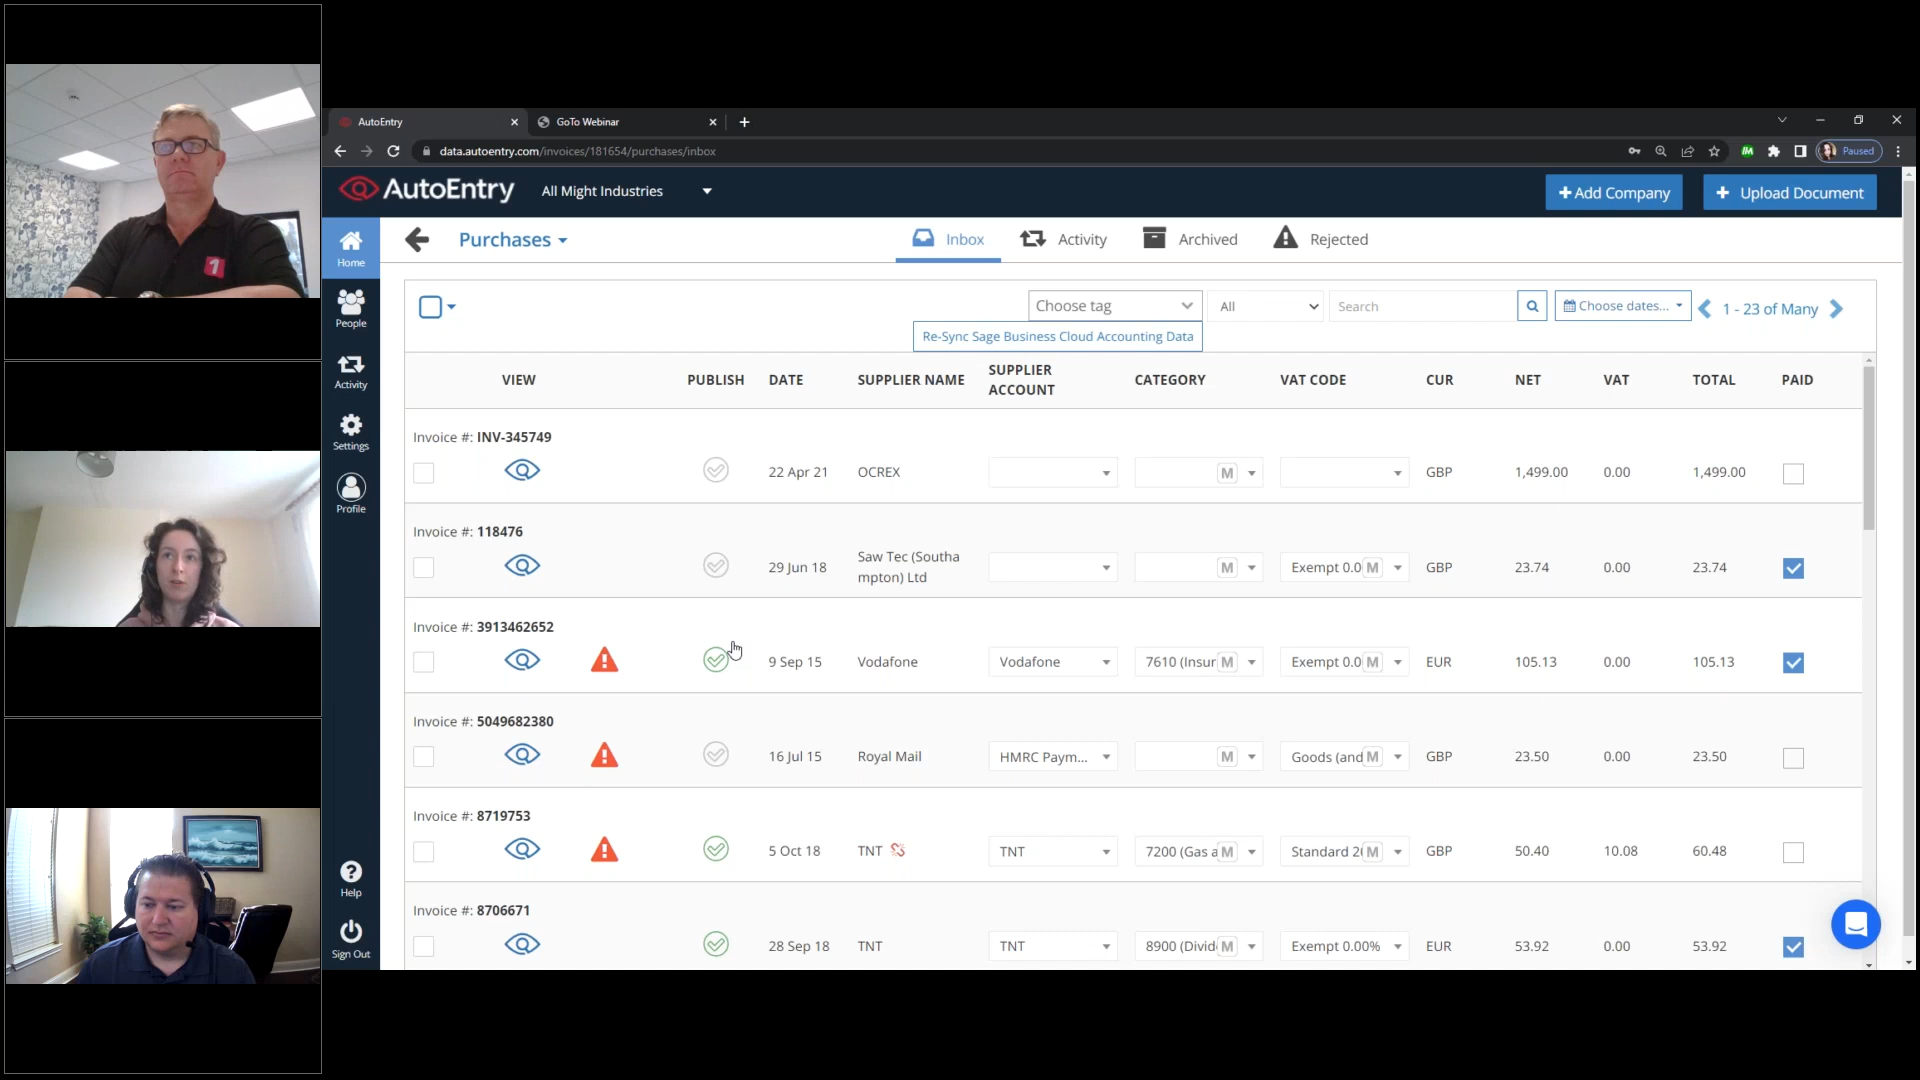 1
AutoEntry
GoTo Webinar
data.autoentry.com/invoices/181654/purchases/inbox
Paused
AutoEntry
All Might Industries
+ Add Company
+ Upload Document
Home
People
Activity
Settings
Profile
Help
Sign Out
Purchases
Inbox
Activity
Archived
Rejected
Choose tag
All
Search
Choose dates...
1 - 23 of Many
Re-Sync Sage Business Cloud Accounting Data
VIEW PUBLISH DATE SUPPLIER NAME SUPPLIER ACCOUNT CATEGORY VAT CODE CUR NET VAT TOTAL PAID
Invoice #: INV-345749
22 Apr 21 OCREX M GBP 1,499.00 0.00 1,499.00
Invoice #: 118476
29 Jun 18 Saw Tec (Southa
mpton) Ltd M Exempt 0.0 M GBP 23.74 0.00 23.74
Invoice #: 3913462652
9 Sep 15 Vodafone Vodafone 7610 (Insur M Exempt 0.0 M EUR 105.13 0.00 105.13
Invoice #: 5049682380
16 Jul 15 Royal Mail HMRC Paym... M Goods (and M GBP 23.50 0.00 23.50
Invoice #: 8719753
5 Oct 18 TNT TNT 7200 (Gas a M Standard 2 M GBP 50.40 10.08 60.48
Invoice #: 8706671
28 Sep 18 TNT TNT 8900 (Divid M Exempt 0.00% EUR 53.92 0.00 53.92